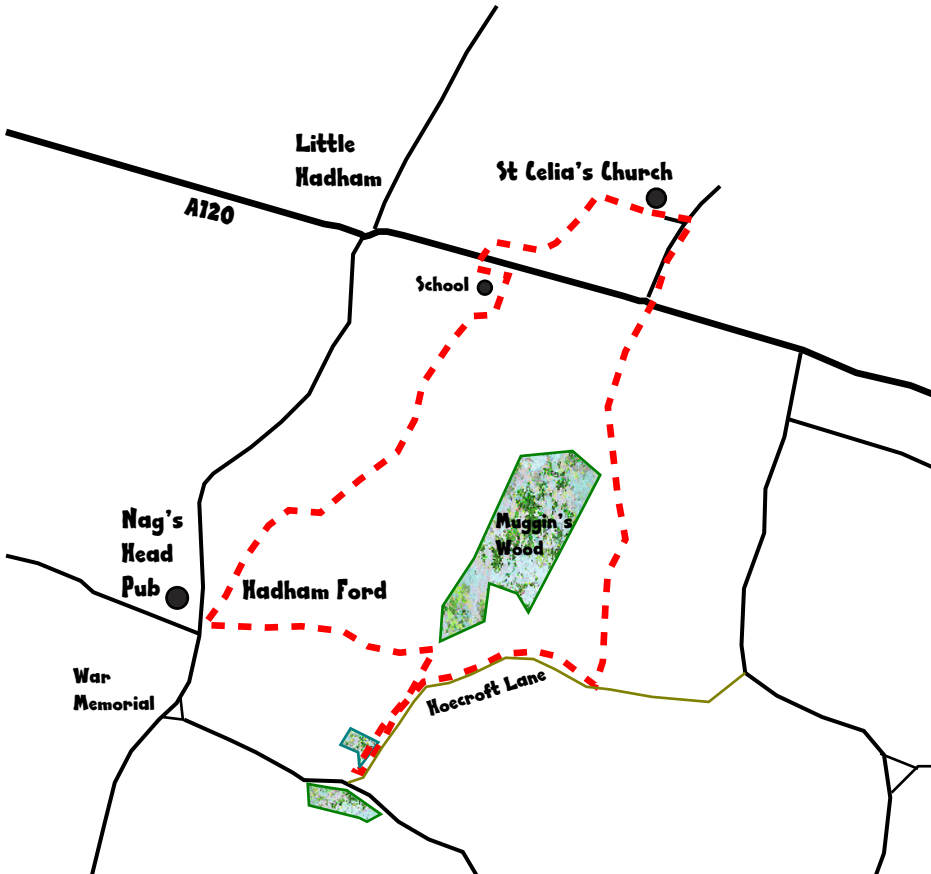 Little
Hadham
St Celia's Church
A120
School
Muggin's
Wood
Nag's
Head
Pub
Hadham Ford
War
Memorial
Hoecroft Lane